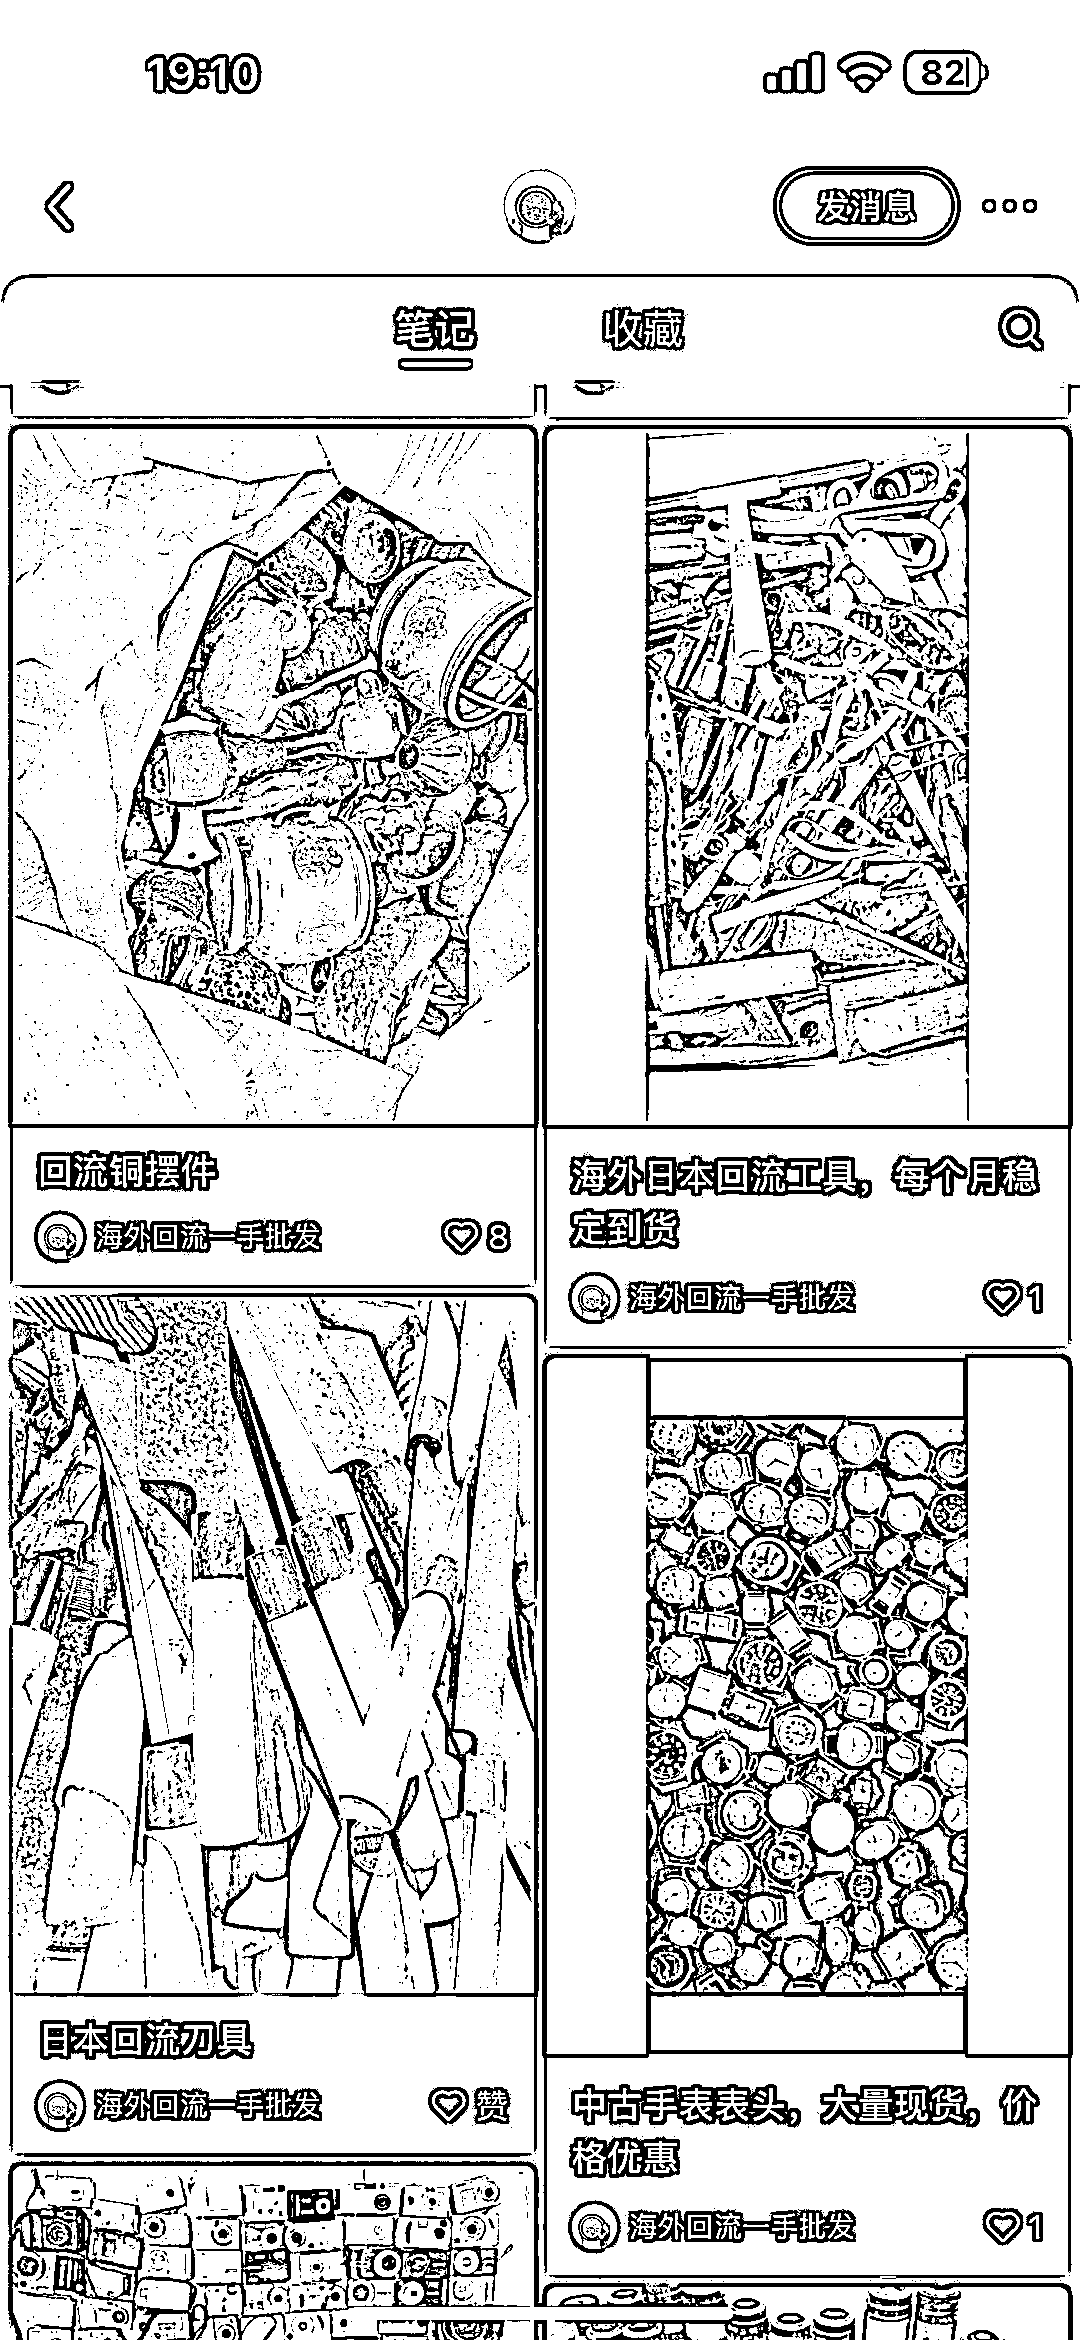 19:10
82
发消息
笔记
收藏
回流铜摆件
海外回流一手批发
8
海外日本回流工具，每个月稳
定到货
海外回流一手批发
1
日本回流刀具
海外回流一手批发
赞
中古手表表头，大量现货，价
格优惠
海外回流一手批发
1